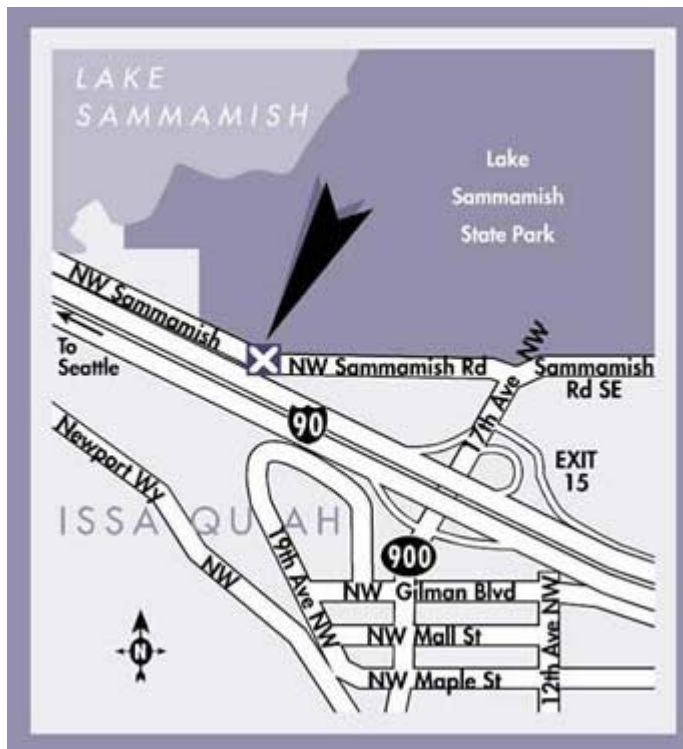 LAKE
SAMMAMISH
Lake
Sammamish
State Park
NW Sammamish
To
Seattle
NW Sammamish Rd
17th Ave NW
Sammamish
Rd SE
90
Newport Wy
NW
EXIT
15
ISSAQUAH
19th Ave NW
900
NW Gilman Blvd
NW Mall St
NW Maple St
12th Ave NW
N